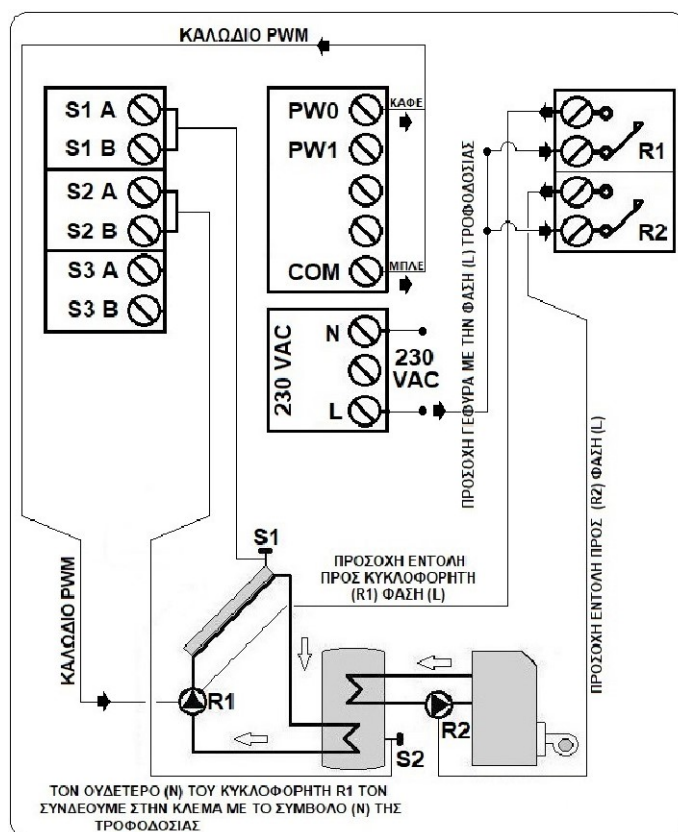 ΚΑΛΩΔΙΟ PWM
S1 A
S1 B
S2 A
S2 B
S3 A
S3 B
PW0
ΚΑΦΕ
PW1
COM
ΜΠΛΕ
230 VAC
N
L
230
VAC
R1
R2
ΠΡΟΣΟΧΗ ΓΕΦΥΡΑ ΜΕ ΤΗΝ ΦΑΣΗ (L) ΤΡΟΦΟΔΟΣΙΑΣ
ΠΡΟΣΟΧΗ ΕΝΤΟΛΗ ΠΡΟΣ (R2) ΦΑΣΗ (L)
S1
ΠΡΟΣΟΧΗ ΕΝΤΟΛΗ
ΠΡΟΣ ΚΥΚΛΟΦΟΡΗΤΗ
(R1) ΦΑΣΗ (L)
ΚΑΛΩΔΙΟ PWM
R1
R2
S2
ΤΟΝ ΟΥΔΕΤΕΡΟ (N) ΤΟΥ ΚΥΚΛΟΦΟΡΗΤΗ R1 ΤΟΝ
ΣΥΝΔΕΟΥΜΕ ΣΤΗΝ ΚΛΕΜΑ ΜΕ ΤΟ ΣΥΜΒΟΛΟ (N) ΤΗΣ
ΤΡΟΦΟΔΟΣΙΑΣ